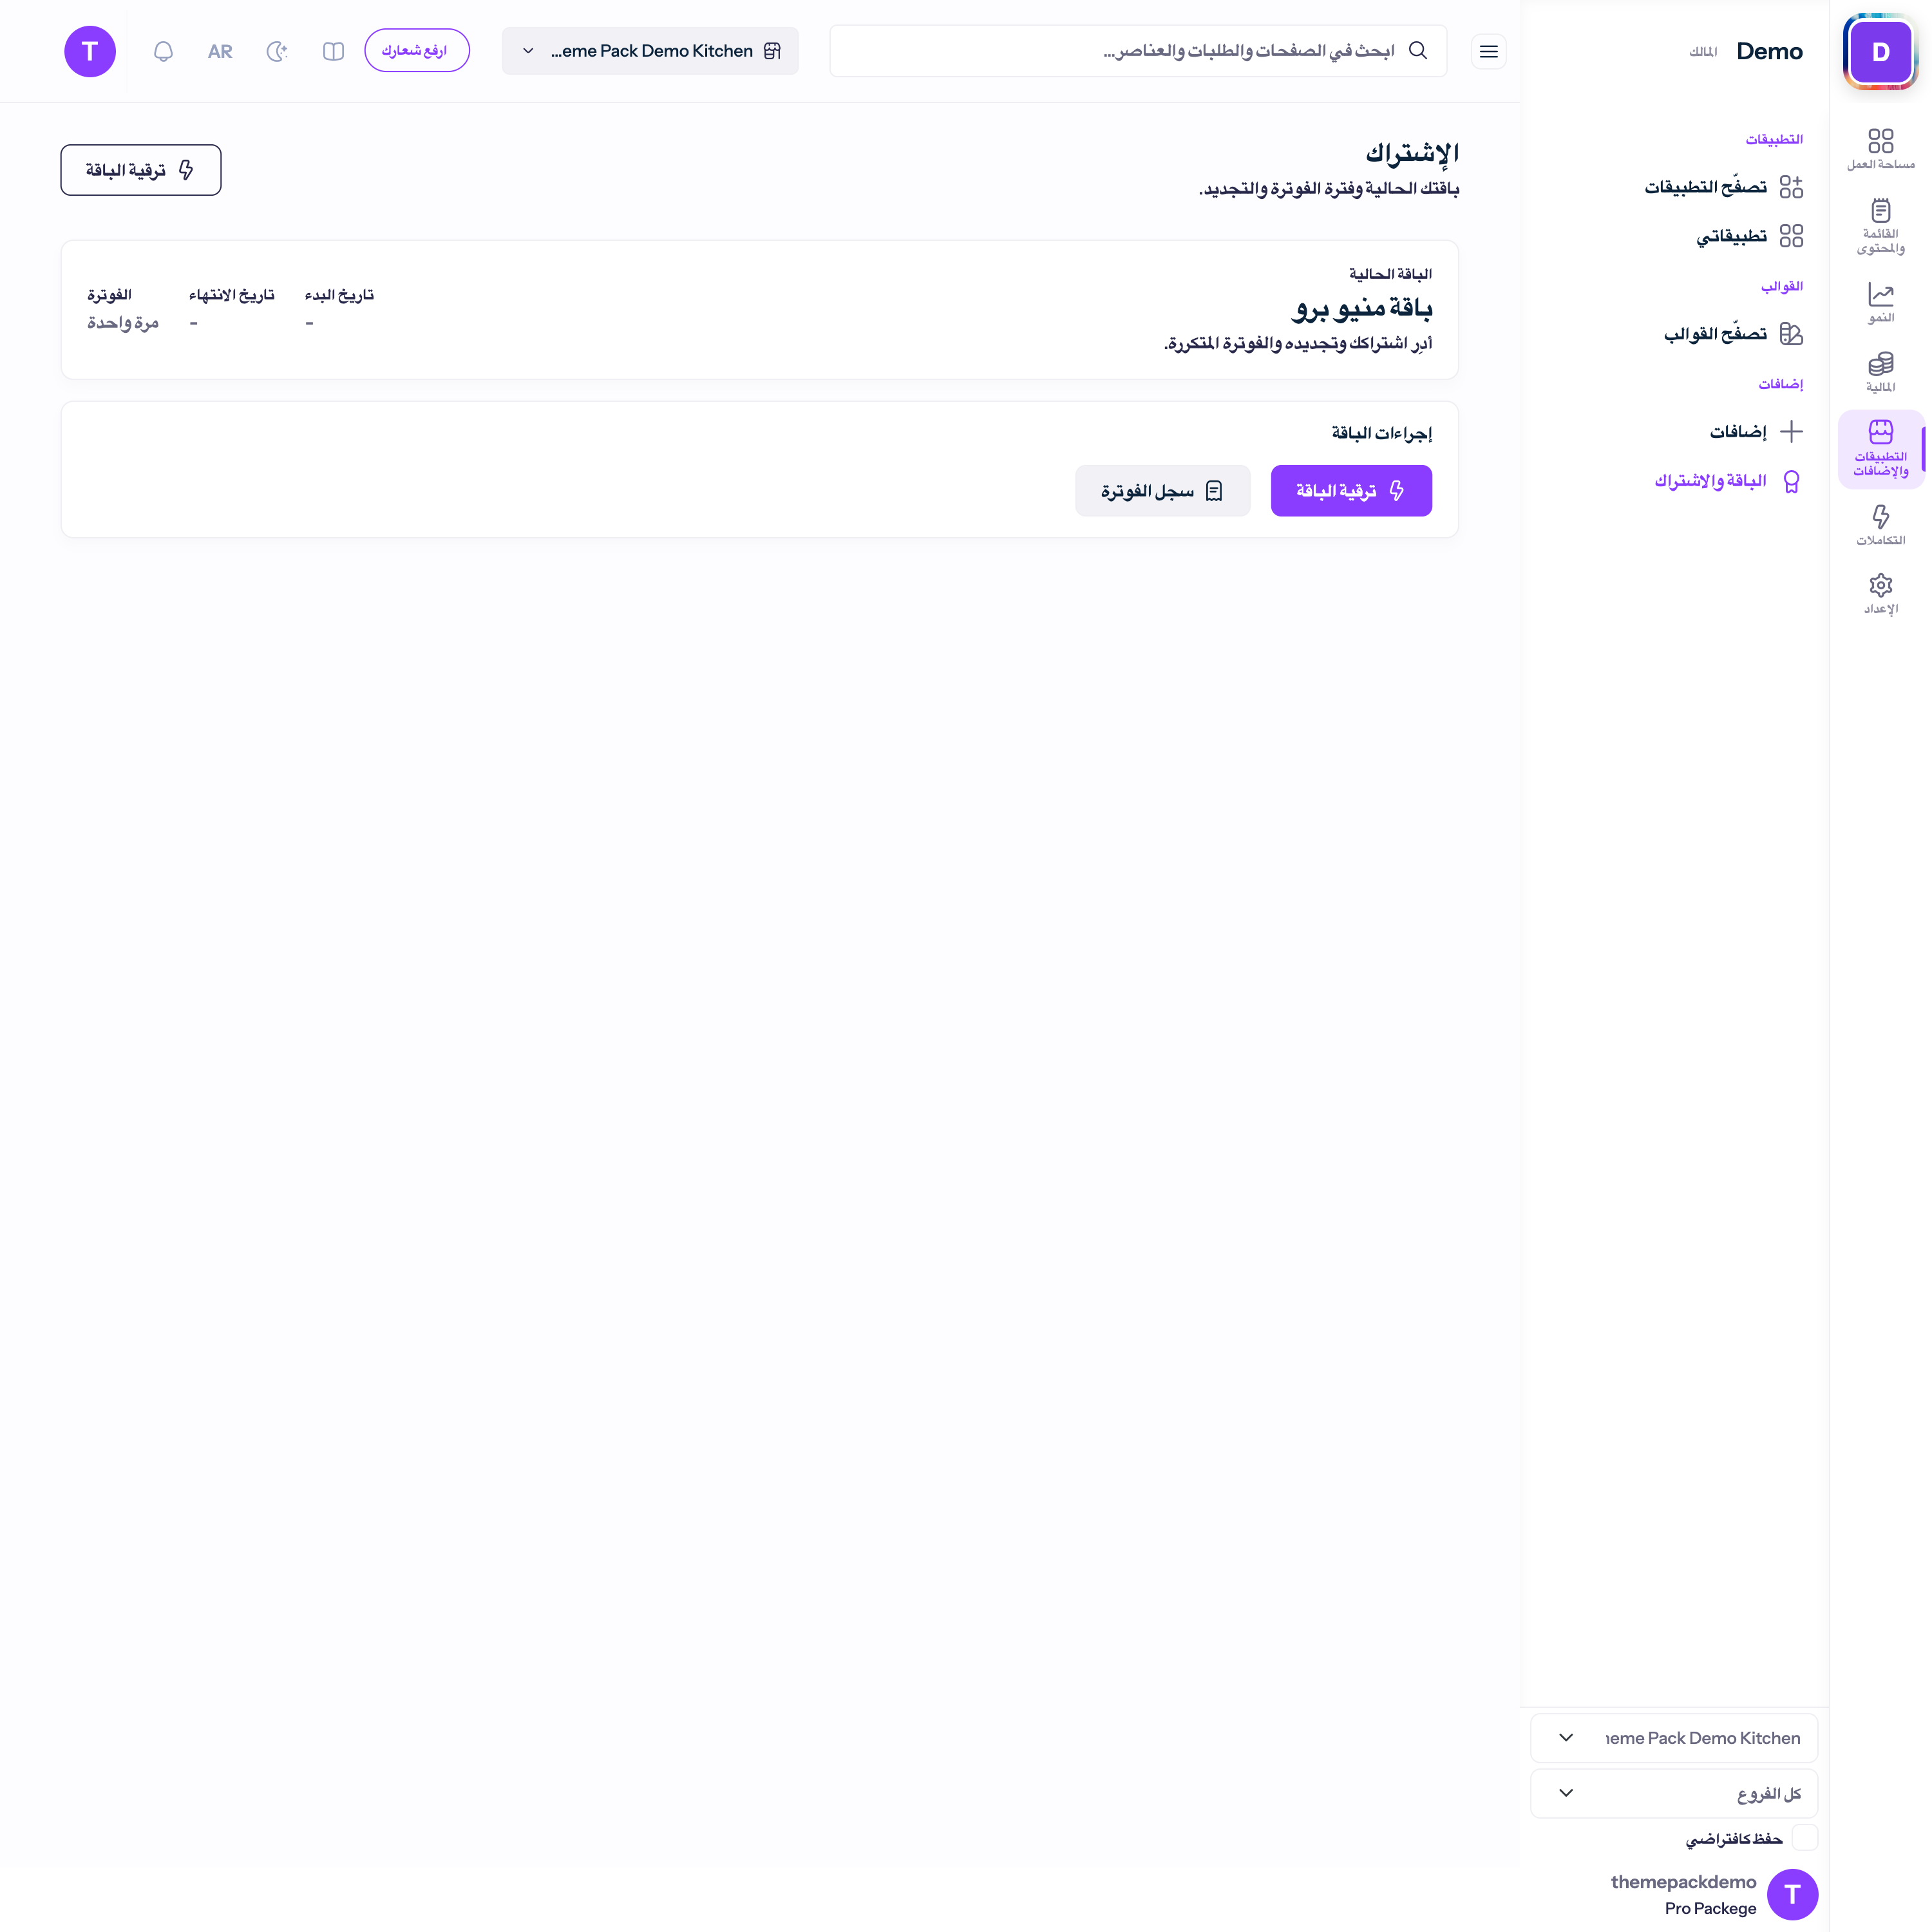 D
مساحة العمل
القائمة
والمحتوى
النمو
المالية
التطبيقات
والإضافات
التكاملات
الإعداد
Demo
المالك
التطبيقات
تصفّح التطبيقات
تطبيقاتي
القوالب
تصفّح القوالب
إضافات
إضافات
الباقة والاشتراك
ابحث في الصفحات والطلبات والعناصر...
...eme Pack Demo Kitchen
ارفع شعارك
AR
T
الإشتراك
باقتك الحالية وفترة الفوترة والتجديد.
ترقية الباقة
الباقة الحالية
باقة منيو برو
أدِر اشتراكك وتجديده والفوترة المتكررة.
تاريخ البدء
-
تاريخ الانتهاء
-
الفوترة
مرة واحدة
إجراءات الباقة
ترقية الباقة
سجل الفوترة
eme Pack Demo Kitchen
كل الفروع
حفظ كافتراضي
T
themepackdemo
Pro Packege